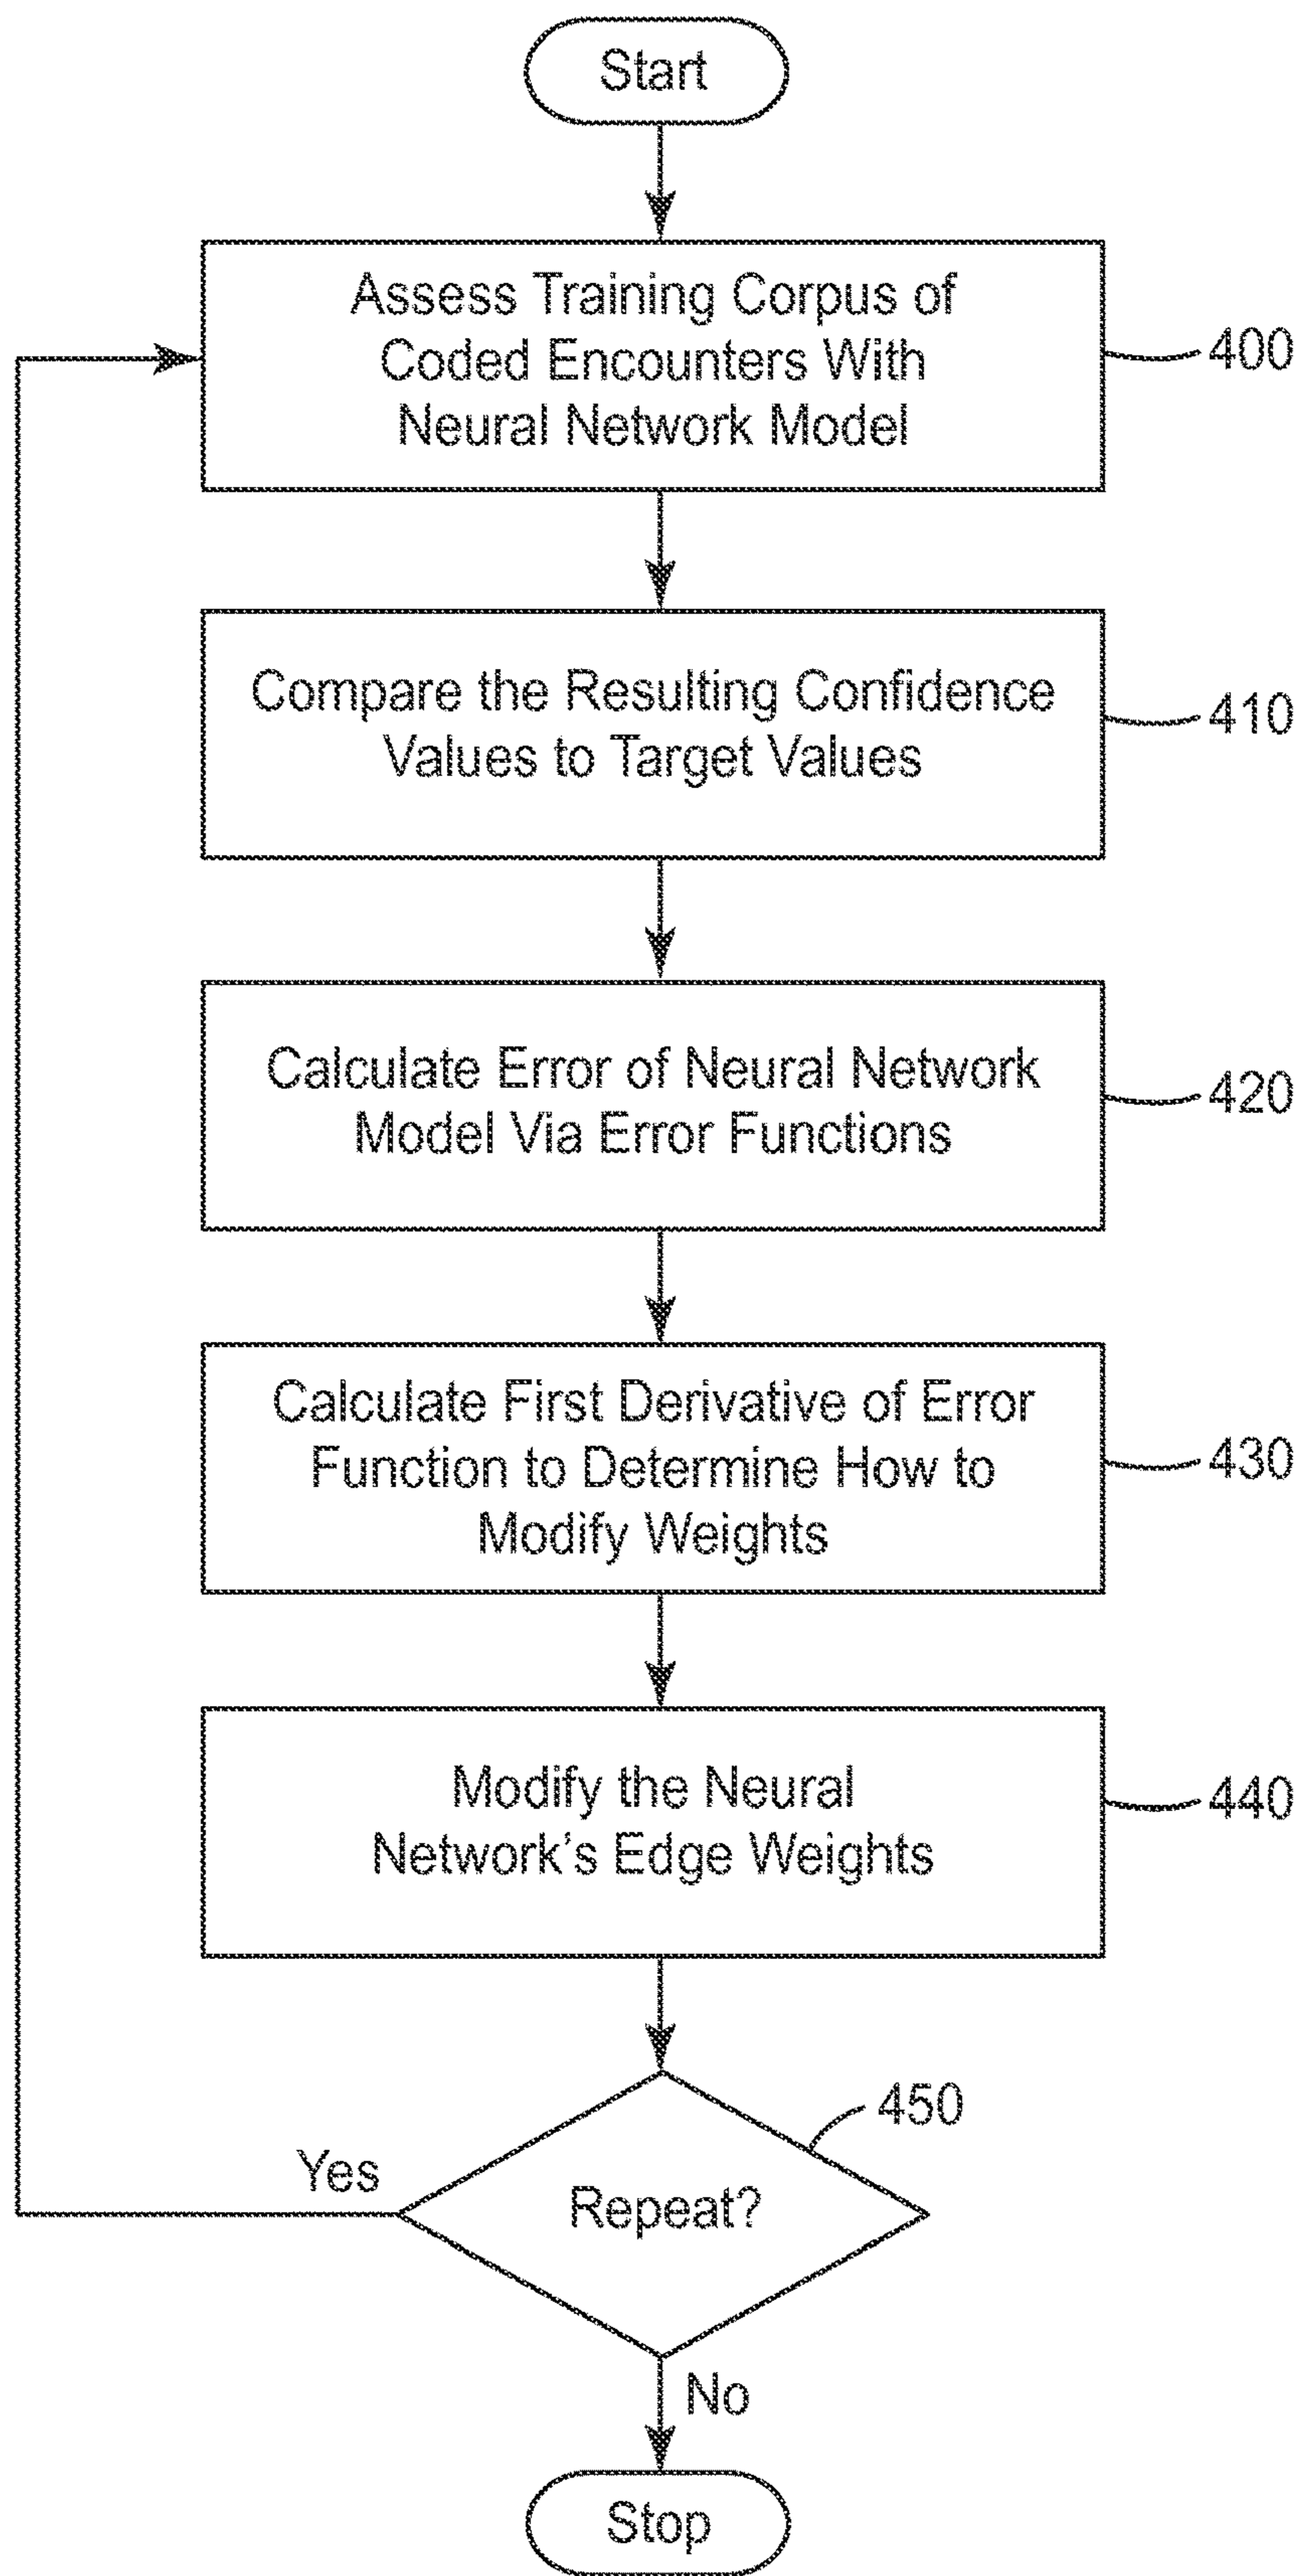 Start
Assess Training Corpus of
Coded Encounters With
Neural Network Model
400
Compare the Resulting Confidence
Values to Target Values
410
Calculate Error of Neural Network
Model Via Error Functions
420
Calculate First Derivative of Error
Function to Determine How to
Modify Weights
430
Modify the Neural
Network's Edge Weights
440
450
Yes
Repeat?
No
Stop